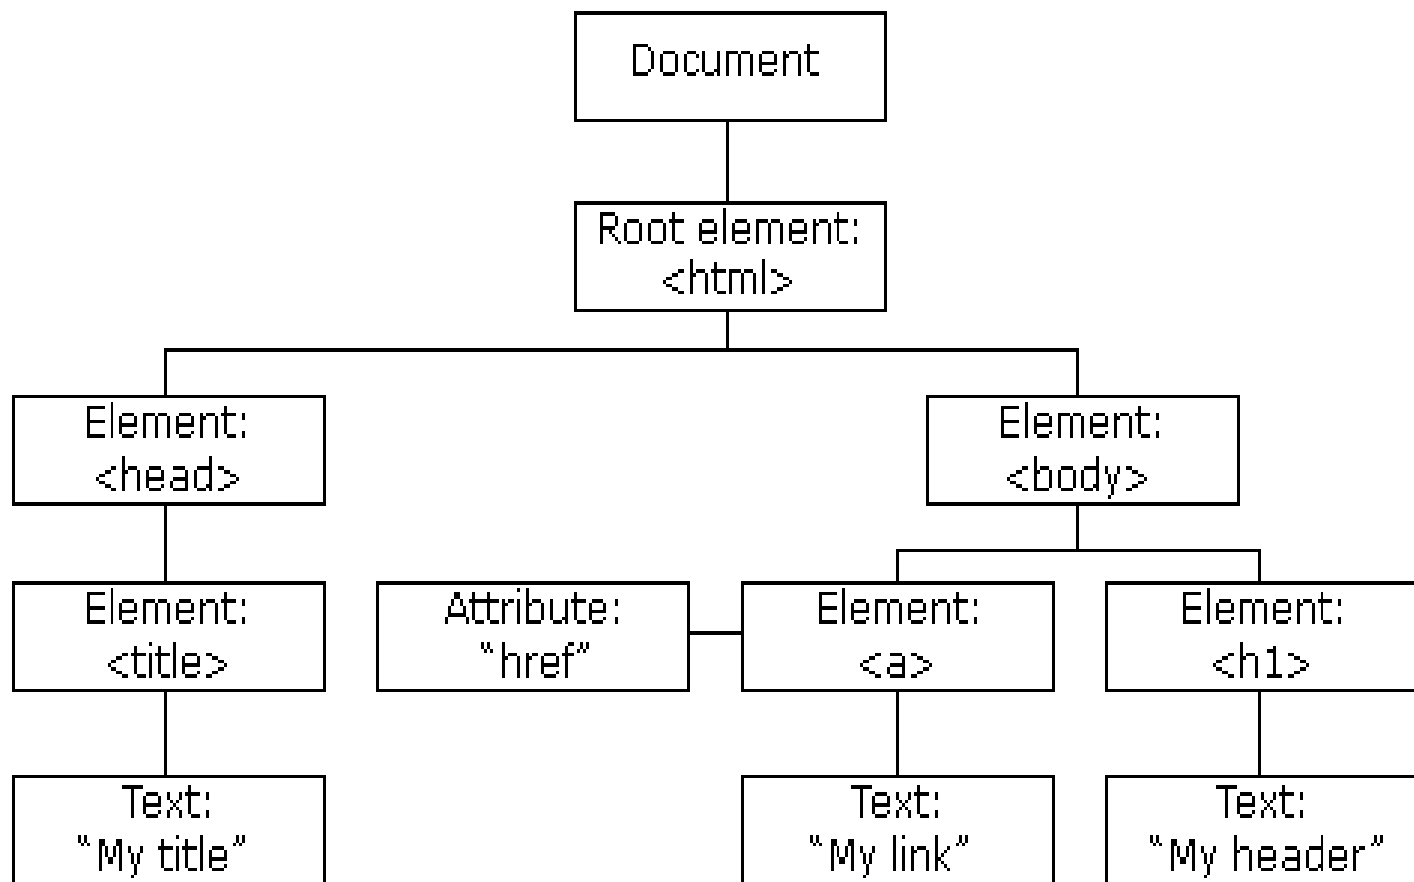 Document
Root element:
<html>
Element:
<head>
Element:
<body>
Element:
<title>
Attribute:
“href”
Element:
<a>
Element:
<h1>
Text:
“My title”
Text:
“My link”
Text:
“My header”